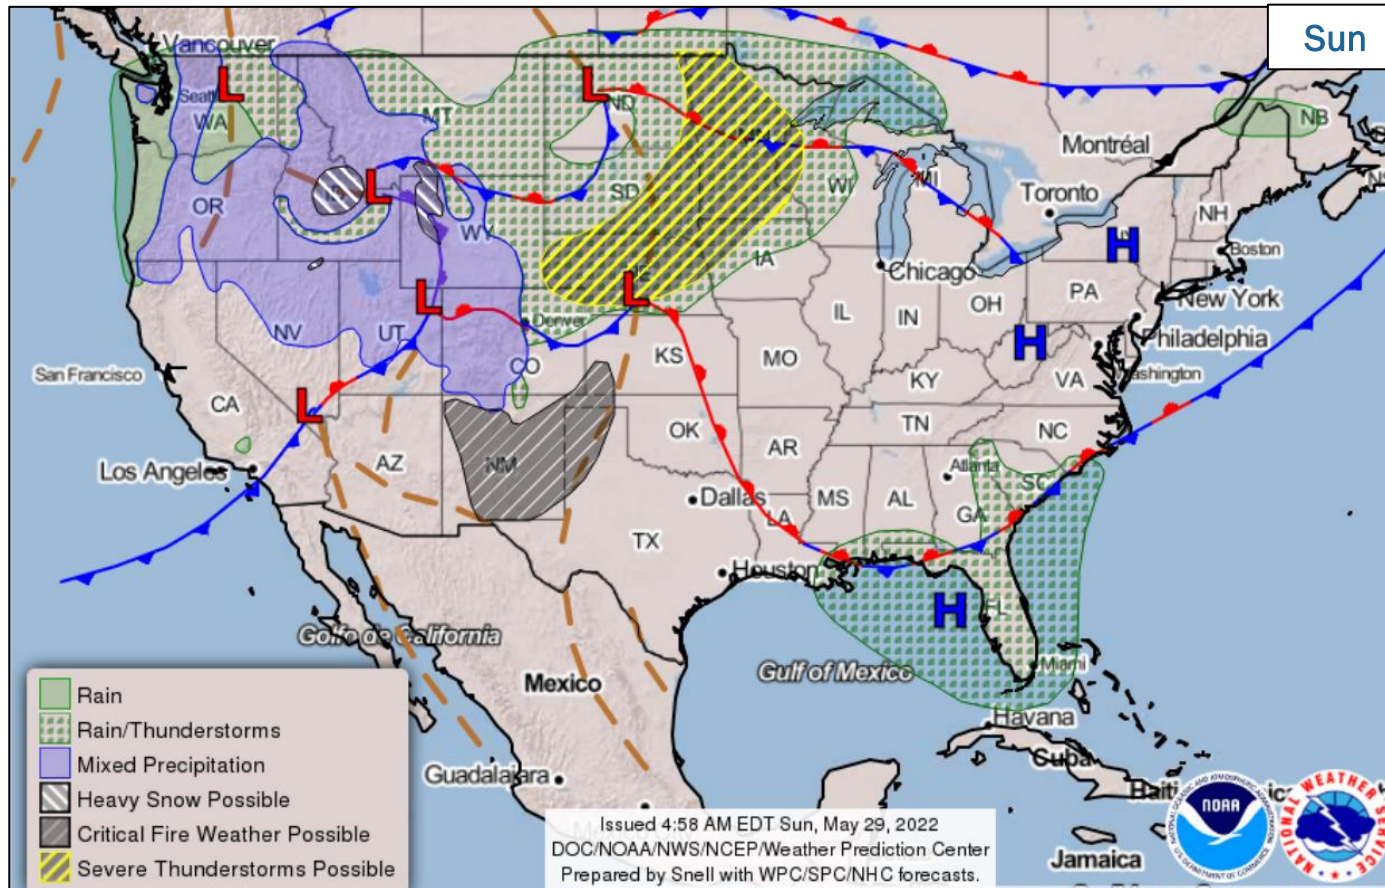 Sun
Vancouver
Seatt
WA
MT
ND
MN
NB
Montréal
OR
ID
WY
SD
WI
MI
Toronto
NH
Boston
L
L
L
L
L
L
H
H
H
IA
NE
Chicago
NY
PA
New York
NV
UT
Denver
CO
KS
MO
IL
IN
OH
Philadelphia
Washington
San Francisco
CA
KY
VA
OK
AR
TN
NC
Los Angeles
AZ
NM
Dallas
MS
AL
Atlanta
GA
SC
LA
TX
Houston
FL
Golfo de California
Gulf of Mexico
Miami
Mexico
Havana
Cuba
Guadalajara
Jamaica
Rain
Rain/Thunderstorms
Mixed Precipitation
Heavy Snow Possible
Critical Fire Weather Possible
Severe Thunderstorms Possible
Issued 4:58 AM EDT Sun, May 29, 2022
DOC/NOAA/NWS/NCEP/Weather Prediction Center
Prepared by Snell with WPC/SPC/NHC forecasts.
NOAA
NATIONAL WEATHER SERVICE